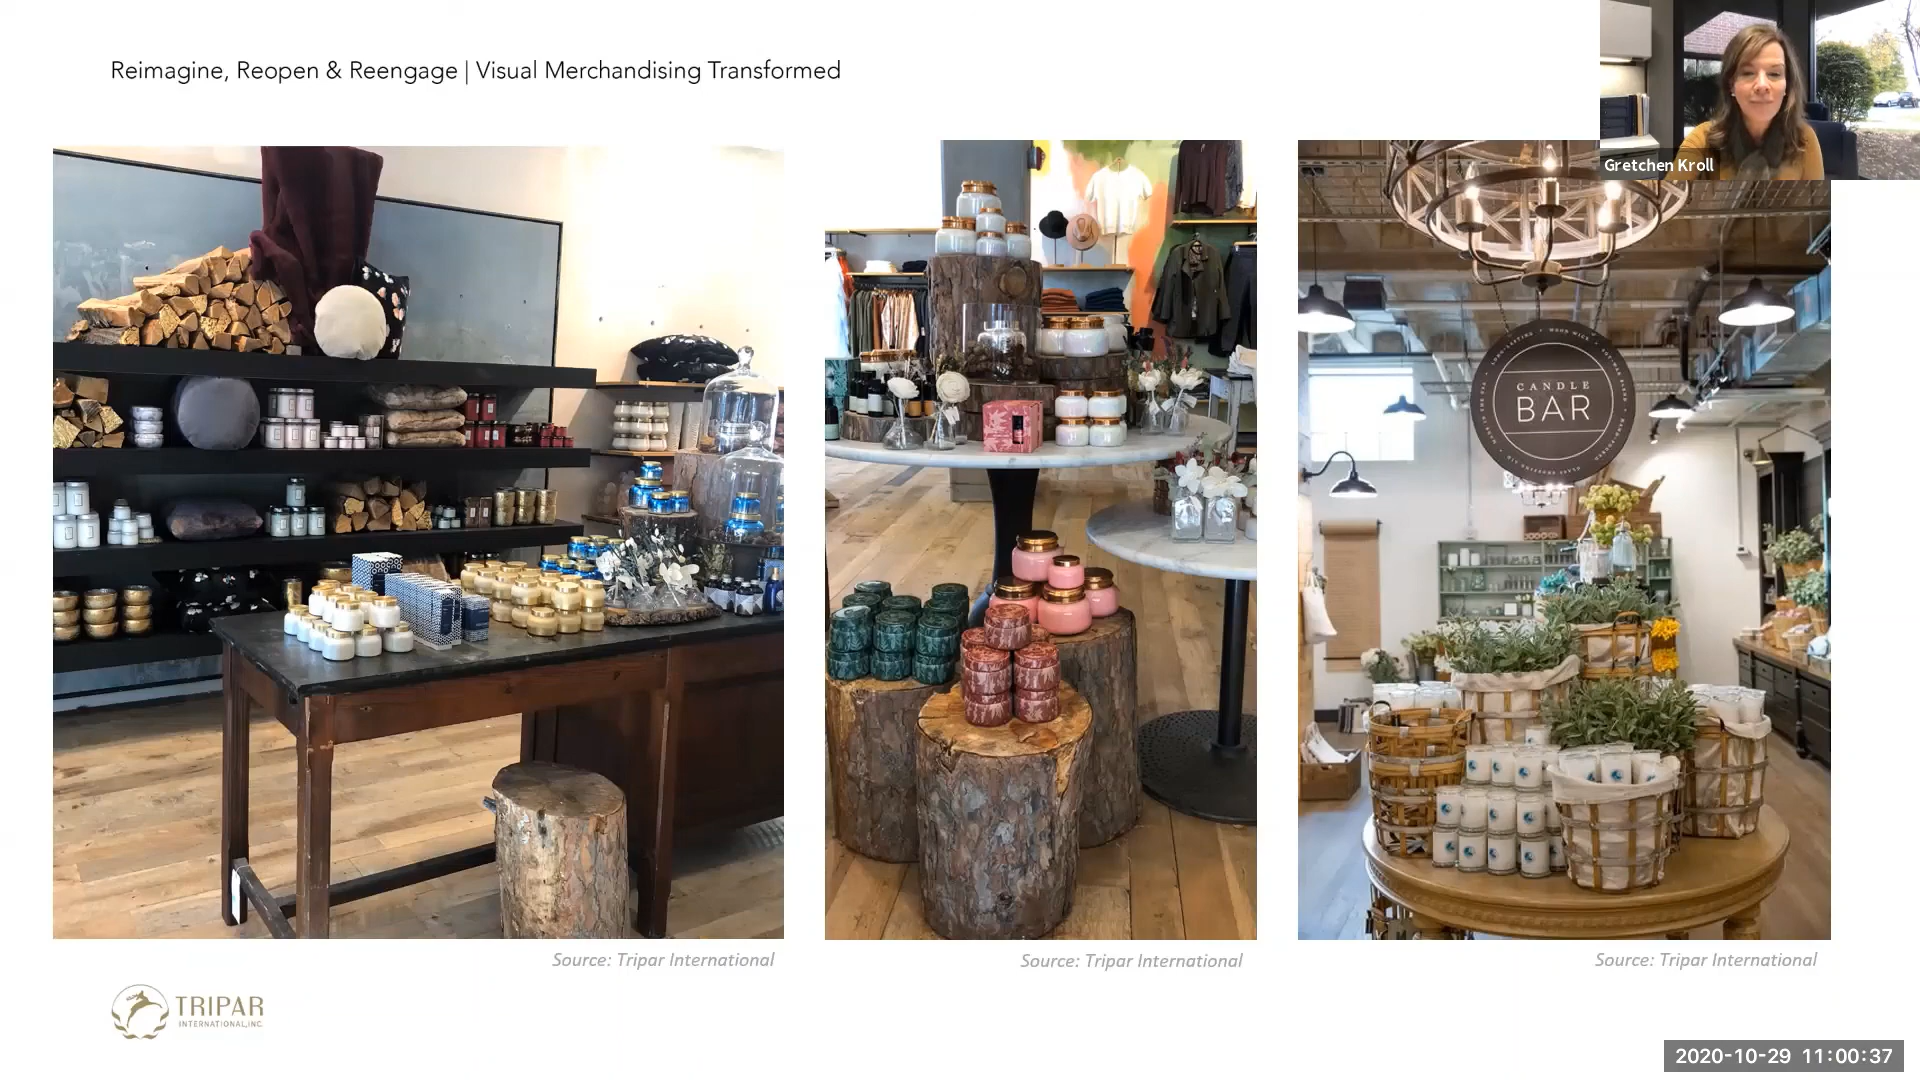 Reimagine, Reopen & Reengage | Visual Merchandising Transformed
Gretchen Kroll
CANDLE
BAR
Source: Tripar International
Source: Tripar International
Source: Tripar International
TRIPAR
INTERNATIONAL, INC.
2020-10-29 11:00:37